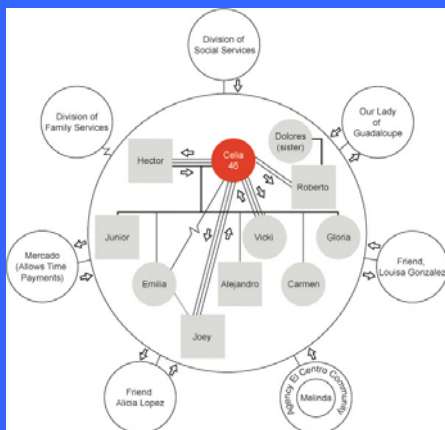 Division of
Social Services
Division of
Family Services
Our Lady
of
Guadaloupe
Dolores
(sister)
Hector
Celia
46
Roberto
Junior
Vicki
Gloria
Mercado
(Allows Time
Payments)
Friend,
Louisa Gonzalez
Emilia
Alejandro
Carmen
Joey
Friend
Alicia Lopez
Agency El Centro Community
Melinda